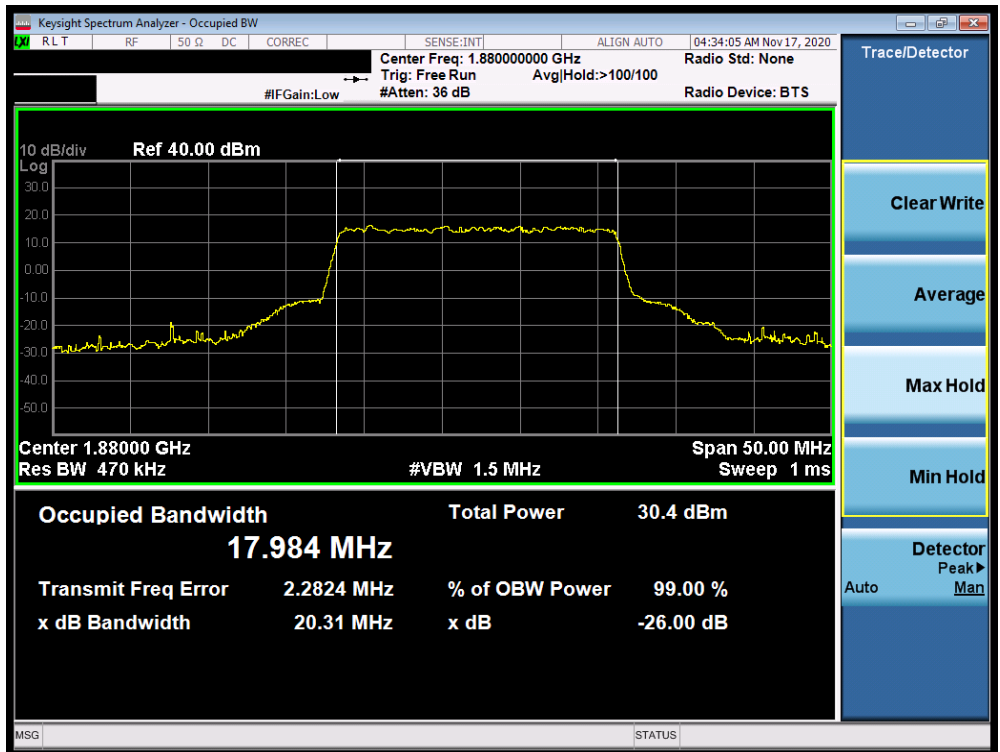 Keysight Spectrum Analyzer - Occupied BW
LXI RLT RF 50 Ω DC CORREC SENSE:INT ALIGN AUTO 04:34:05 AM Nov 17, 2020
Center Freq: 1.880000000 GHz Radio Std: None
Trig: Free Run Avg|Hold:>100/100
#IFGain:Low #Atten: 36 dB Radio Device: BTS
Trace/Detector
10 dB/div Ref 40.00 dBm
Log
30.0
20.0
10.0
0.00
-10.0
-20.0
-30.0
-40.0
-50.0
Center 1.88000 GHz Span 50.00 MHz
Res BW 470 kHz #VBW 1.5 MHz Sweep 1 ms
Occupied Bandwidth Total Power 30.4 dBm
17.984 MHz
Transmit Freq Error 2.2824 MHz % of OBW Power 99.00 %
x dB Bandwidth 20.31 MHz x dB -26.00 dB
Clear Write
Average
Max Hold
Min Hold
Detector
Peak▶
Auto Man
MSG STATUS